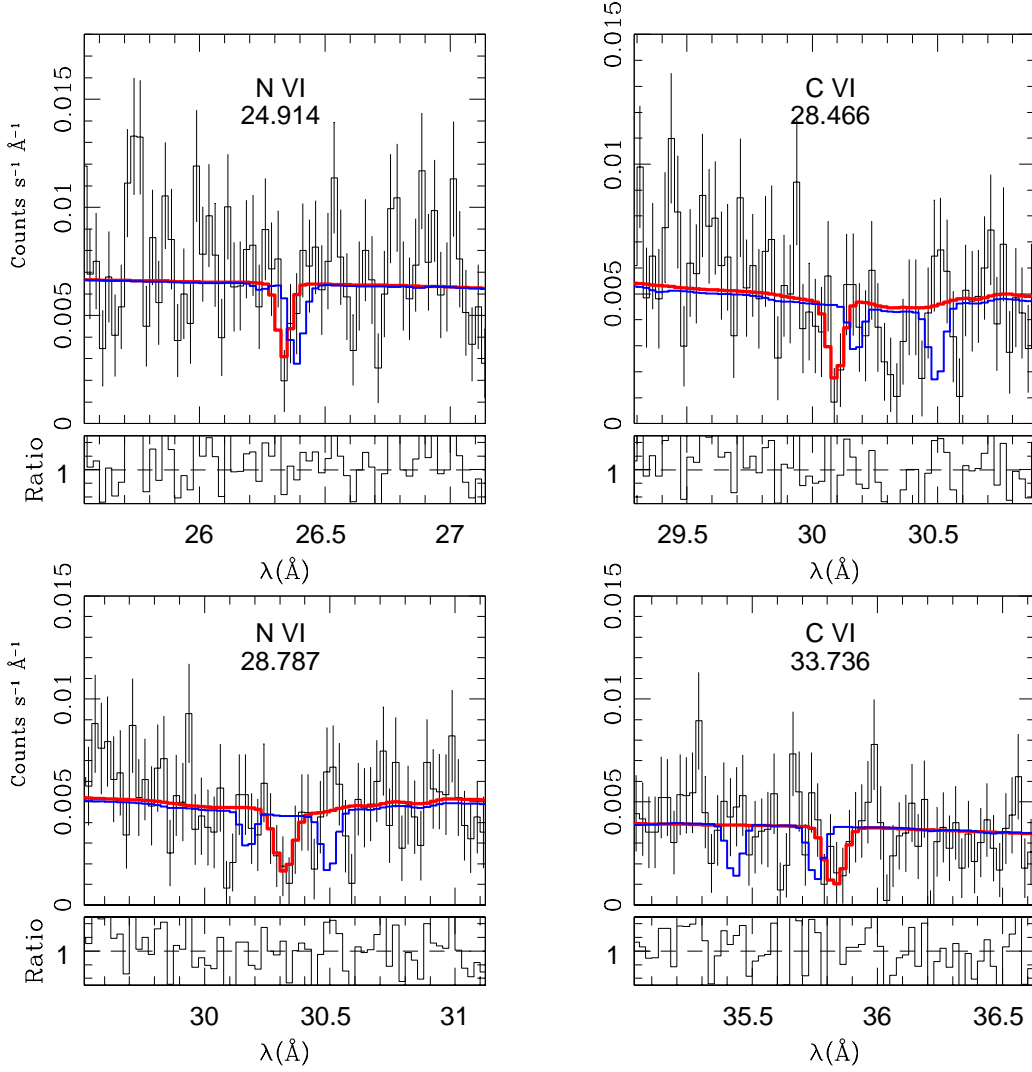 N VI
24.914
Counts s⁻¹ Å⁻¹
0 0.005 0.01 0.015
Ratio
1
26 26.5 27
λ(Å)
C VI
28.466
0 0.005 0.01 0.015
1
29.5 30 30.5
λ(Å)
N VI
28.787
Counts s⁻¹ Å⁻¹
0 0.005 0.01 0.015
Ratio
1
30 30.5 31
λ(Å)
C VI
33.736
0 0.005 0.01 0.015
1
35.5 36 36.5
λ(Å)